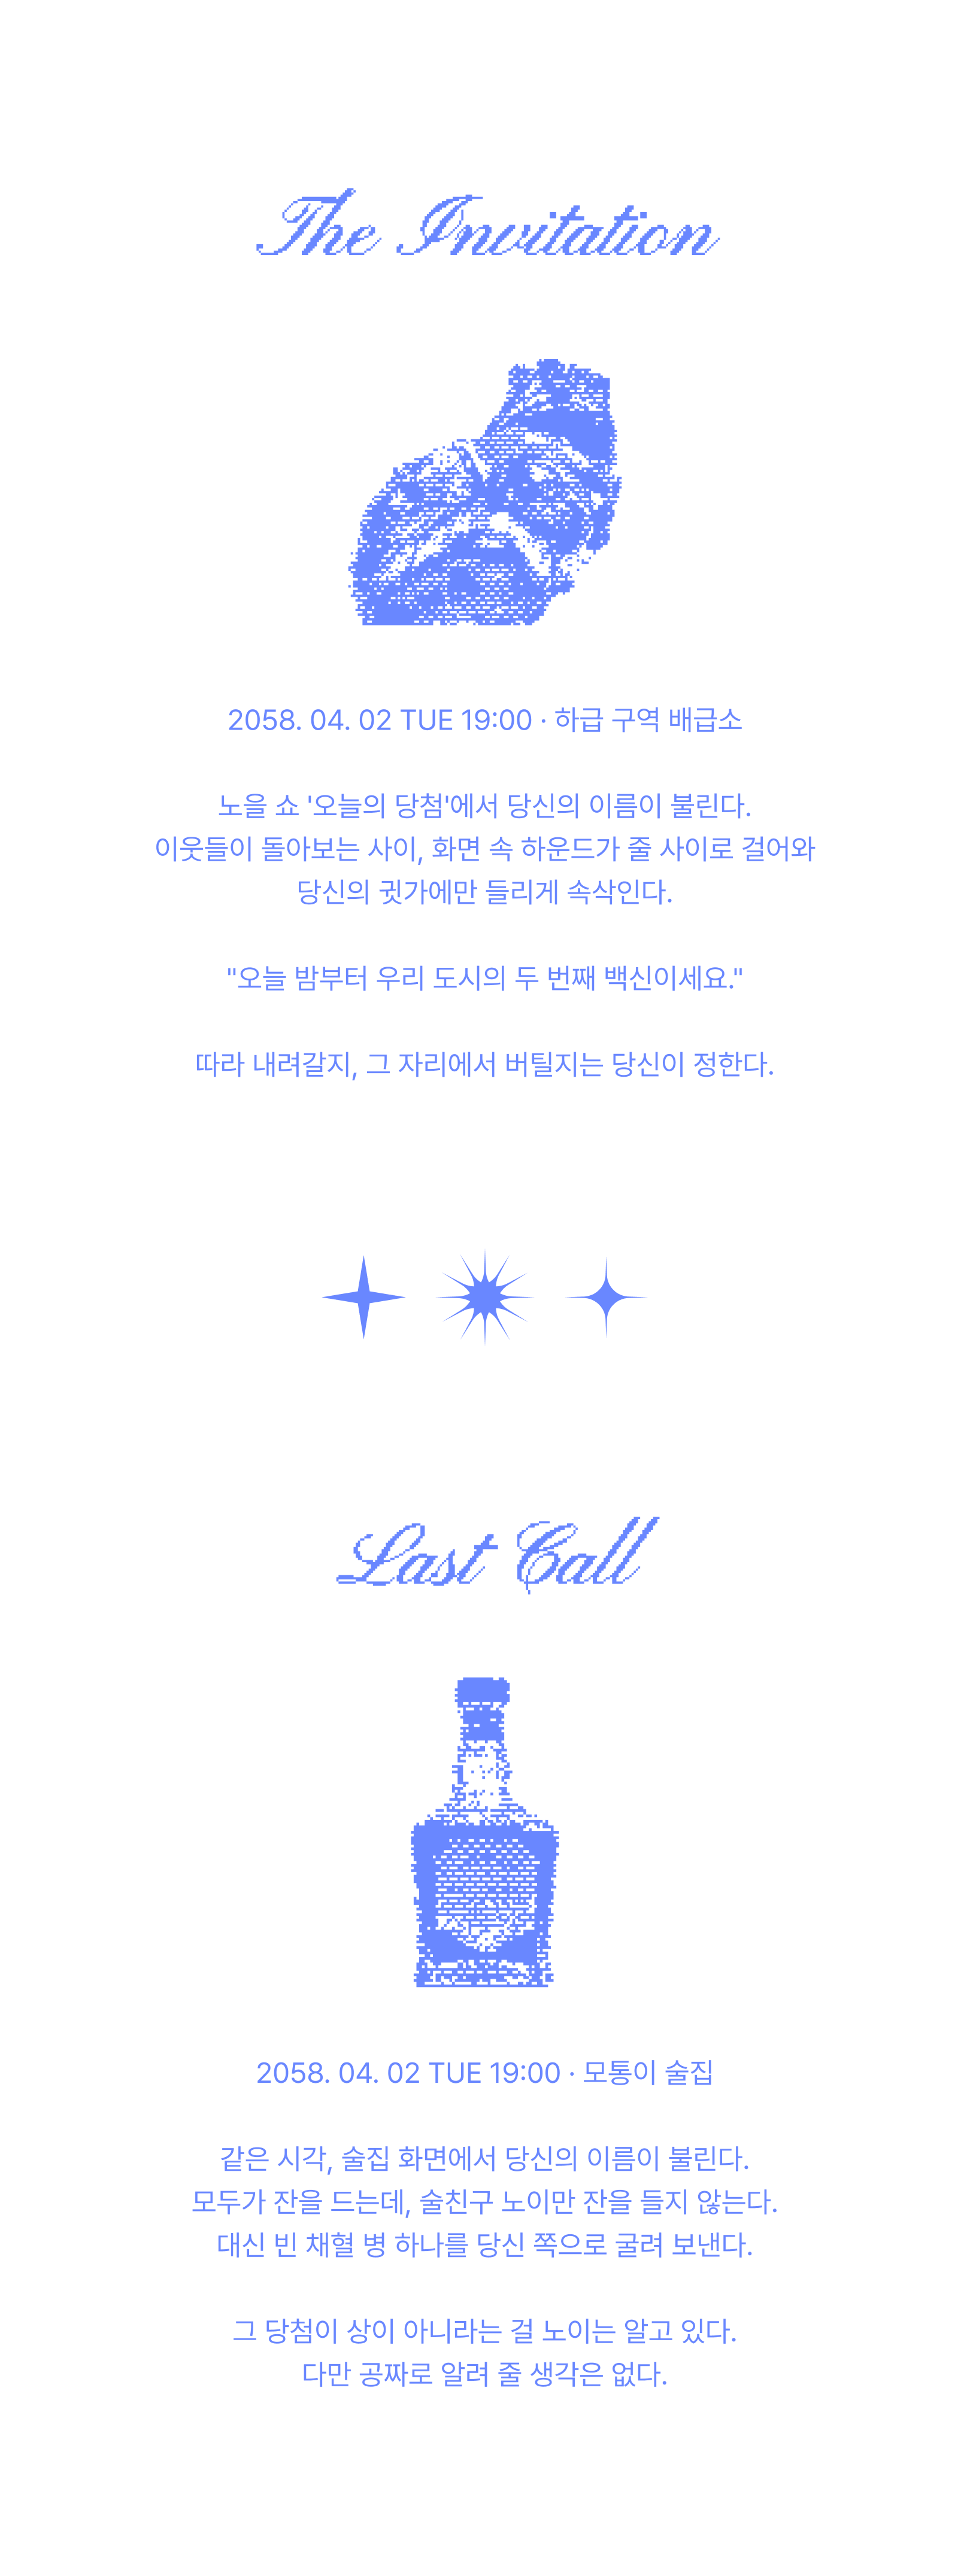 The Invitation
2058. 04. 02 TUE 19:00 · 하급 구역 배급소
노을 쇼 '오늘의 당첨'에서 당신의 이름이 불린다.
이웃들이 돌아보는 사이, 화면 속 하운드가 줄 사이로 걸어와
당신의 귓가에만 들리게 속삭인다.
"오늘 밤부터 우리 도시의 두 번째 백신이세요."
따라 내려갈지, 그 자리에서 버틸지는 당신이 정한다.
Last Call
2058. 04. 02 TUE 19:00 · 모퉁이 술집
같은 시각, 술집 화면에서 당신의 이름이 불린다.
모두가 잔을 드는데, 술친구 노이만 잔을 들지 않는다.
대신 빈 채혈 병 하나를 당신 쪽으로 굴려 보낸다.
그 당첨이 상이 아니라는 걸 노이는 알고 있다.
다만 공짜로 알려 줄 생각은 없다.